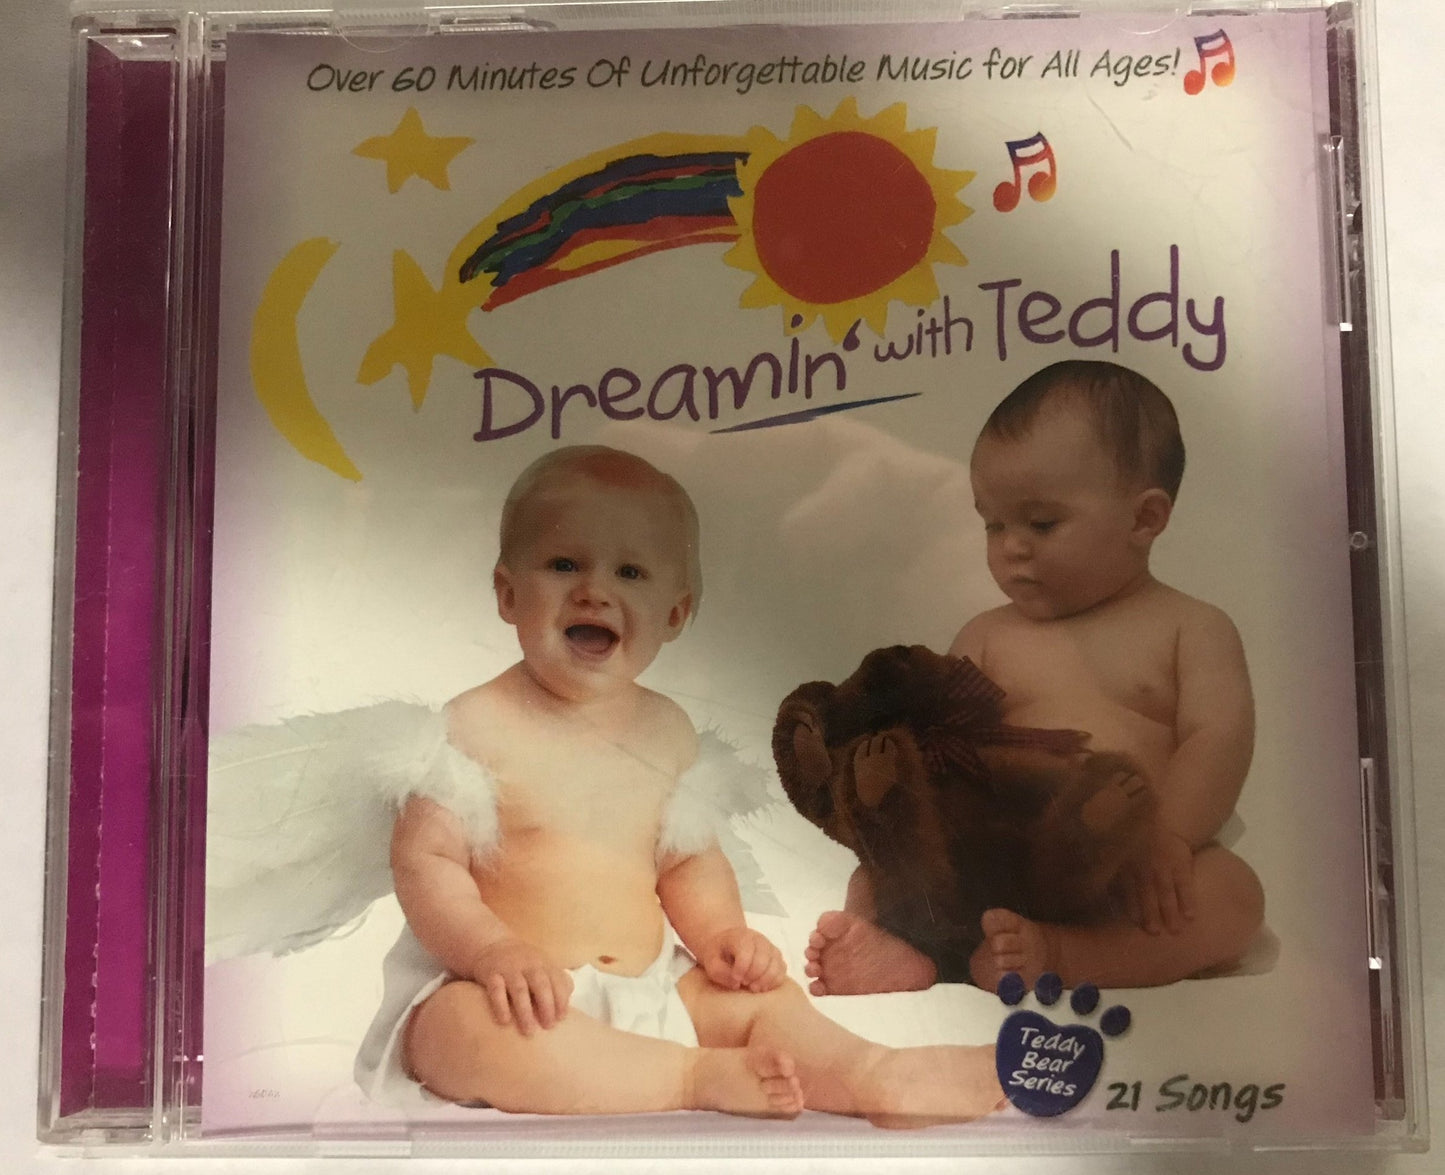 Over 60 Minutes Of Unforgettable Music for All Ages!
Dreamin' with Teddy
Teddy
Bear
Series
21 Songs